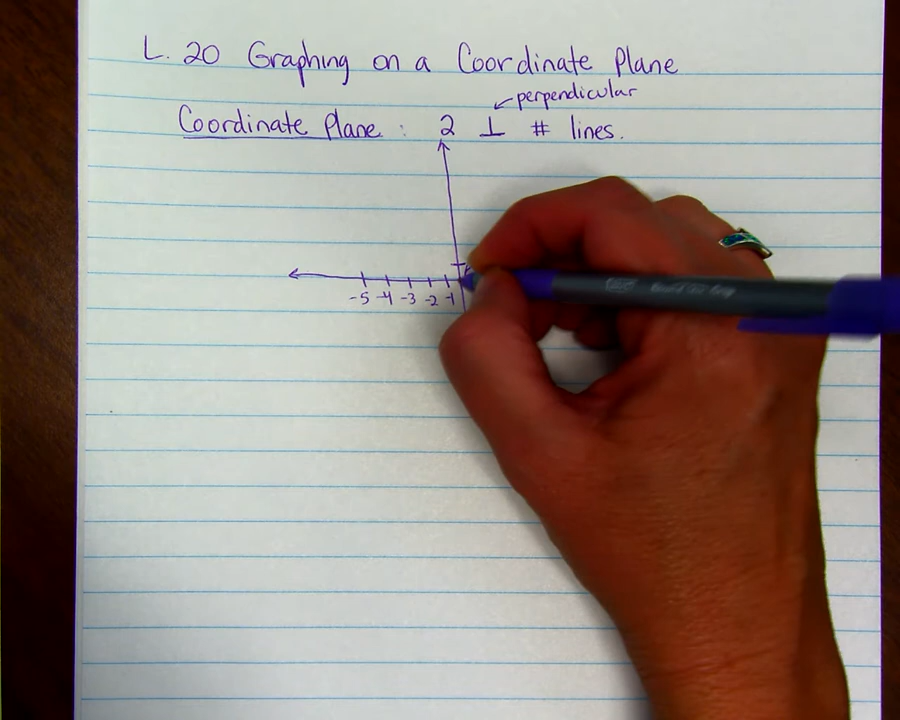 L. 20 Graphing on a Coordinate Plane
perpendicular
Coordinate Plane : 2 ⊥ # lines.
-5 -4 -3 -2 -1